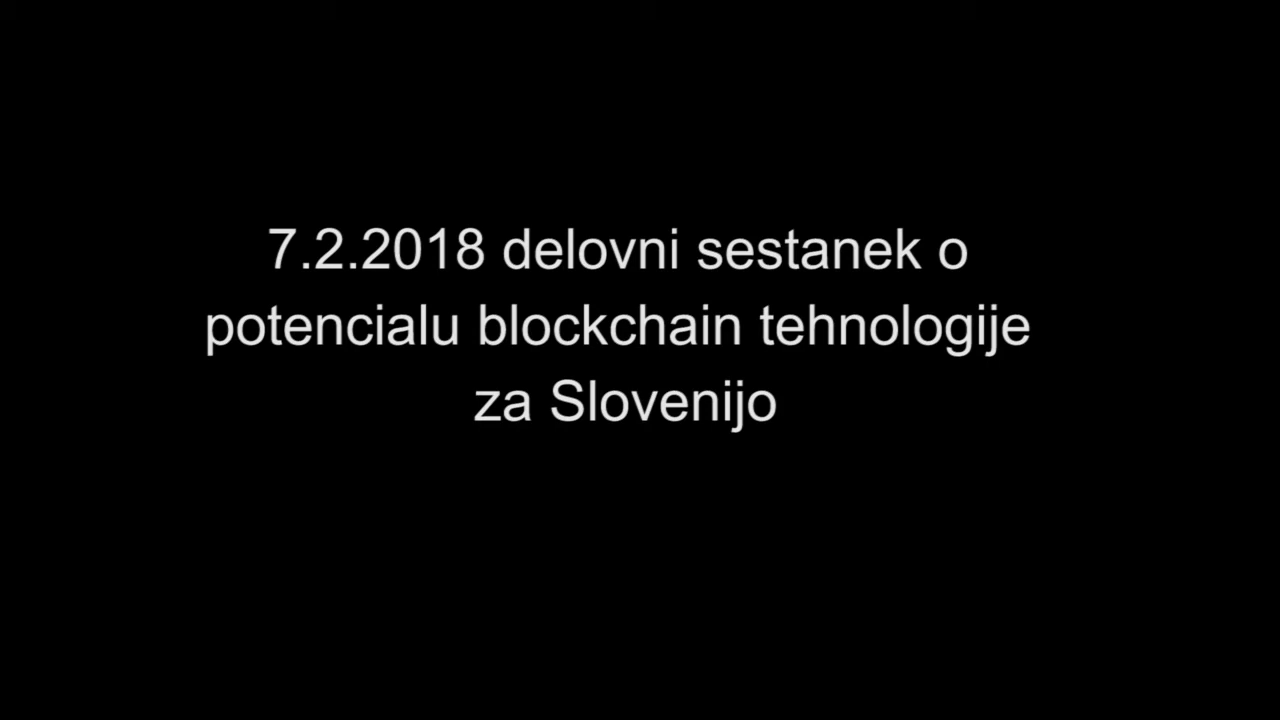 7.2.2018 delovni sestanek o
potencialu blockchain tehnologije
za Slovenijo